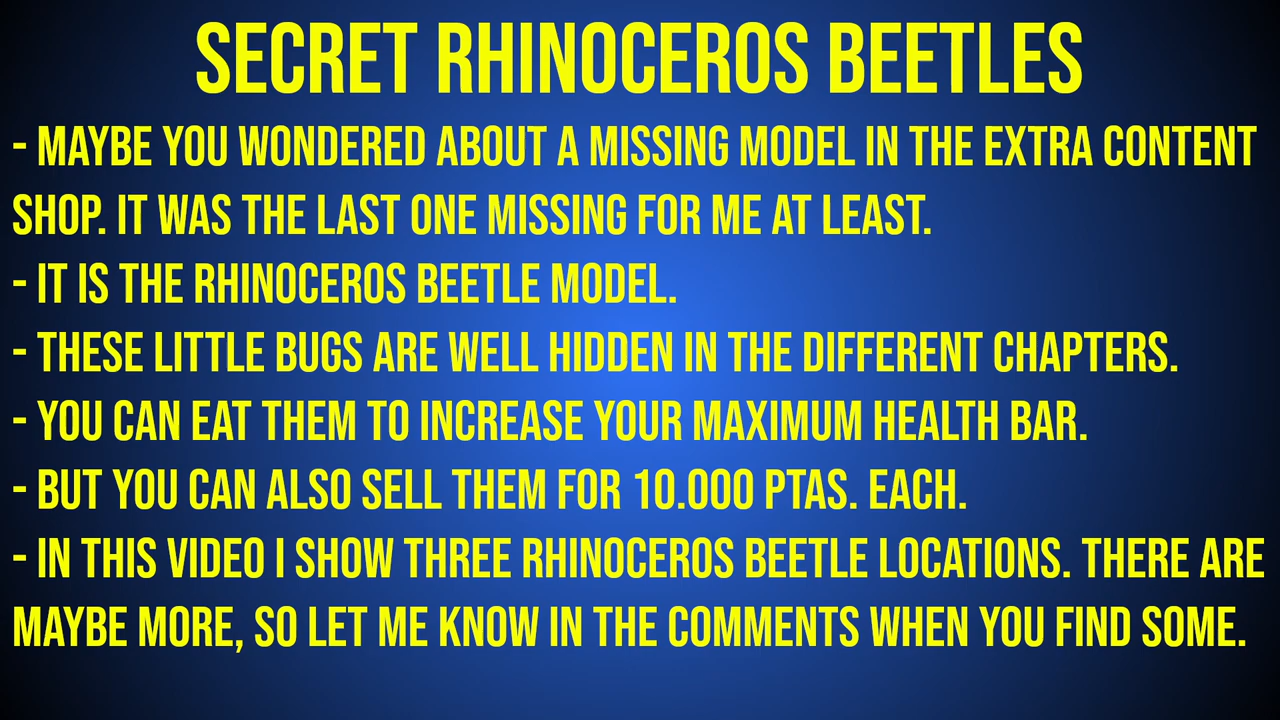 SECRET RHINOCEROS BEETLES
- MAYBE YOU WONDERED ABOUT A MISSING MODEL IN THE EXTRA CONTENT
SHOP. IT WAS THE LAST ONE MISSING FOR ME AT LEAST.
- IT IS THE RHINOCEROS BEETLE MODEL.
- THESE LITTLE BUGS ARE WELL HIDDEN IN THE DIFFERENT CHAPTERS.
- YOU CAN EAT THEM TO INCREASE YOUR MAXIMUM HEALTH BAR.
- BUT YOU CAN ALSO SELL THEM FOR 10.000 PTAS. EACH.
- IN THIS VIDEO I SHOW THREE RHINOCEROS BEETLE LOCATIONS. THERE ARE
MAYBE MORE, SO LET ME KNOW IN THE COMMENTS WHEN YOU FIND SOME.